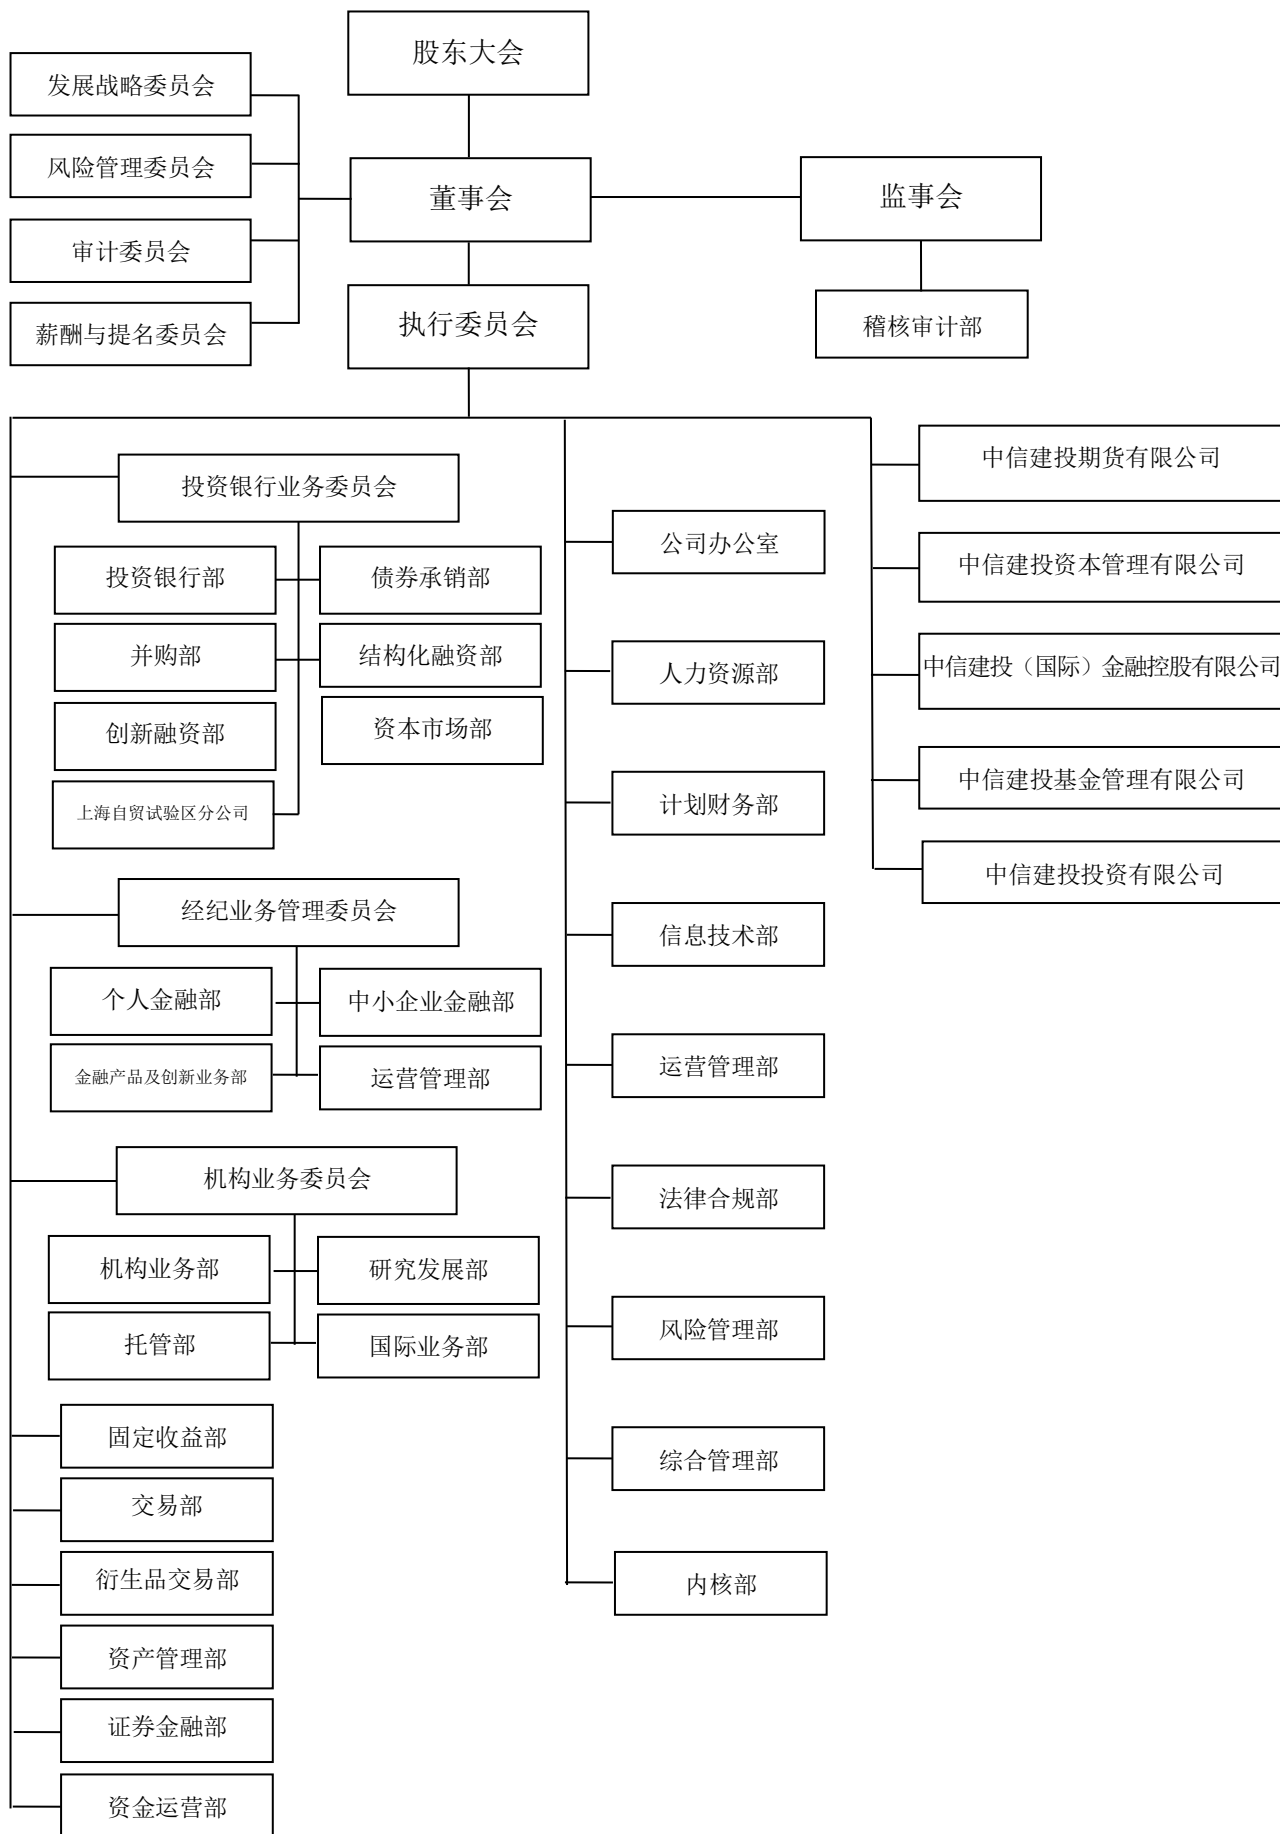 股东大会
发展战略委员会
风险管理委员会
审计委员会
薪酬与提名委员会
董事会
监事会
执行委员会
稽核审计部
投资银行业务委员会
投资银行部
债券承销部
并购部
结构化融资部
创新融资部
资本市场部
上海自贸试验区分公司
经纪业务管理委员会
个人金融部
中小企业金融部
金融产品及创新业务部
运营管理部
机构业务委员会
机构业务部
研究发展部
托管部
国际业务部
固定收益部
交易部
衍生品交易部
资产管理部
证券金融部
资金运营部
公司办公室
人力资源部
计划财务部
信息技术部
运营管理部
法律合规部
风险管理部
综合管理部
内核部
中信建投期货有限公司
中信建投资本管理有限公司
中信建投（国际）金融控股有限公司
中信建投基金管理有限公司
中信建投投资有限公司